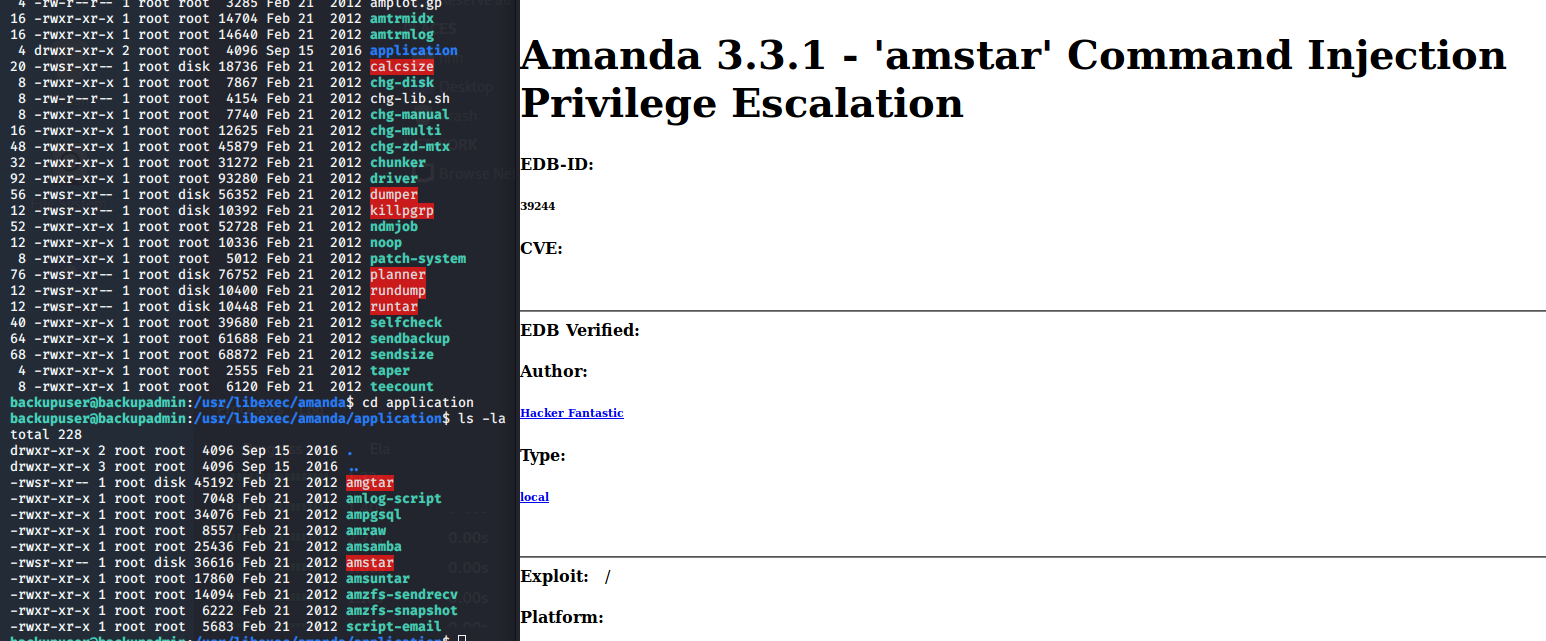 4 -rw-r--r-- 1 root root  3285 Feb 21  2012 amplot.gp
16 -rwxr-xr-x 1 root root 14704 Feb 21  2012 amtrmidx
16 -rwxr-xr-x 1 root root 14640 Feb 21  2012 amtrmlog
4 drwxr-xr-x 2 root root  4096 Sep 15  2016 application
20 -rwsr-xr-- 1 root disk 18736 Feb 21  2012 calcsize
8 -rwxr-xr-x 1 root root  7867 Feb 21  2012 chg-disk
8 -rw-r--r-- 1 root root  4154 Feb 21  2012 chg-lib.sh
8 -rwxr-xr-x 1 root root  7740 Feb 21  2012 chg-manual
16 -rwxr-xr-x 1 root root 12625 Feb 21  2012 chg-multi
48 -rwxr-xr-x 1 root root 45879 Feb 21  2012 chg-zd-mtx
32 -rwxr-xr-x 1 root root 31272 Feb 21  2012 chunker
92 -rwxr-xr-x 1 root root 93280 Feb 21  2012 driver
56 -rwsr-xr-- 1 root disk 56352 Feb 21  2012 dumper
12 -rwsr-xr-- 1 root disk 10392 Feb 21  2012 killpgrp
52 -rwxr-xr-x 1 root root 52728 Feb 21  2012 ndmjob
12 -rwxr-xr-x 1 root root 10336 Feb 21  2012 noop
8 -rwxr-xr-x 1 root root  5012 Feb 21  2012 patch-system
76 -rwsr-xr-- 1 root disk 76752 Feb 21  2012 planner
12 -rwsr-xr-- 1 root disk 10400 Feb 21  2012 rundump
12 -rwsr-xr-- 1 root disk 10448 Feb 21  2012 runtar
40 -rwxr-xr-x 1 root root 39680 Feb 21  2012 selfcheck
64 -rwxr-xr-x 1 root root 61688 Feb 21  2012 sendbackup
68 -rwxr-xr-x 1 root root 68872 Feb 21  2012 sendsize
4 -rwxr-xr-x 1 root root  2555 Feb 21  2012 taper
8 -rwxr-xr-x 1 root root  6120 Feb 21  2012 teecount
backupuser@backupadmin:/usr/libexec/amanda$ cd application
backupuser@backupadmin:/usr/libexec/amanda/application$ ls -la
total 228
drwxr-xr-x 2 root root  4096 Sep 15  2016 .
drwxr-xr-x 3 root root  4096 Sep 15  2016 ..
-rwsr-xr-- 1 root disk 45192 Feb 21  2012 amgtar
-rwxr-xr-x 1 root root  7048 Feb 21  2012 amlog-script
-rwxr-xr-x 1 root root 34076 Feb 21  2012 ampgsql
-rwxr-xr-x 1 root root  8557 Feb 21  2012 amraw
-rwxr-xr-x 1 root root 25436 Feb 21  2012 amsamba
-rwsr-xr-- 1 root disk 36616 Feb 21  2012 amstar
-rwxr-xr-x 1 root root 17860 Feb 21  2012 amsuntar
-rwxr-xr-x 1 root root 14094 Feb 21  2012 amzfs-sendrecv
-rwxr-xr-x 1 root root  6222 Feb 21  2012 amzfs-snapshot
-rwxr-xr-x 1 root root  5683 Feb 21  2012 script-email
backupuser@backupadmin:/usr/libexec/amanda/application$
Amanda 3.3.1 - 'amstar' Command Injection
Privilege Escalation
EDB-ID:
39244
CVE:
EDB Verified:
Author:
Hacker Fantastic
Type:
local
Exploit: /
Platform: